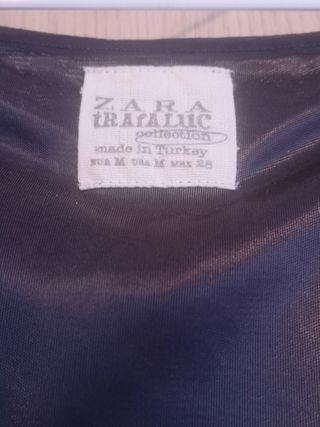 ZARA
tRAfALUC
collection
made in Turkey
EUR M USA M MEX 28